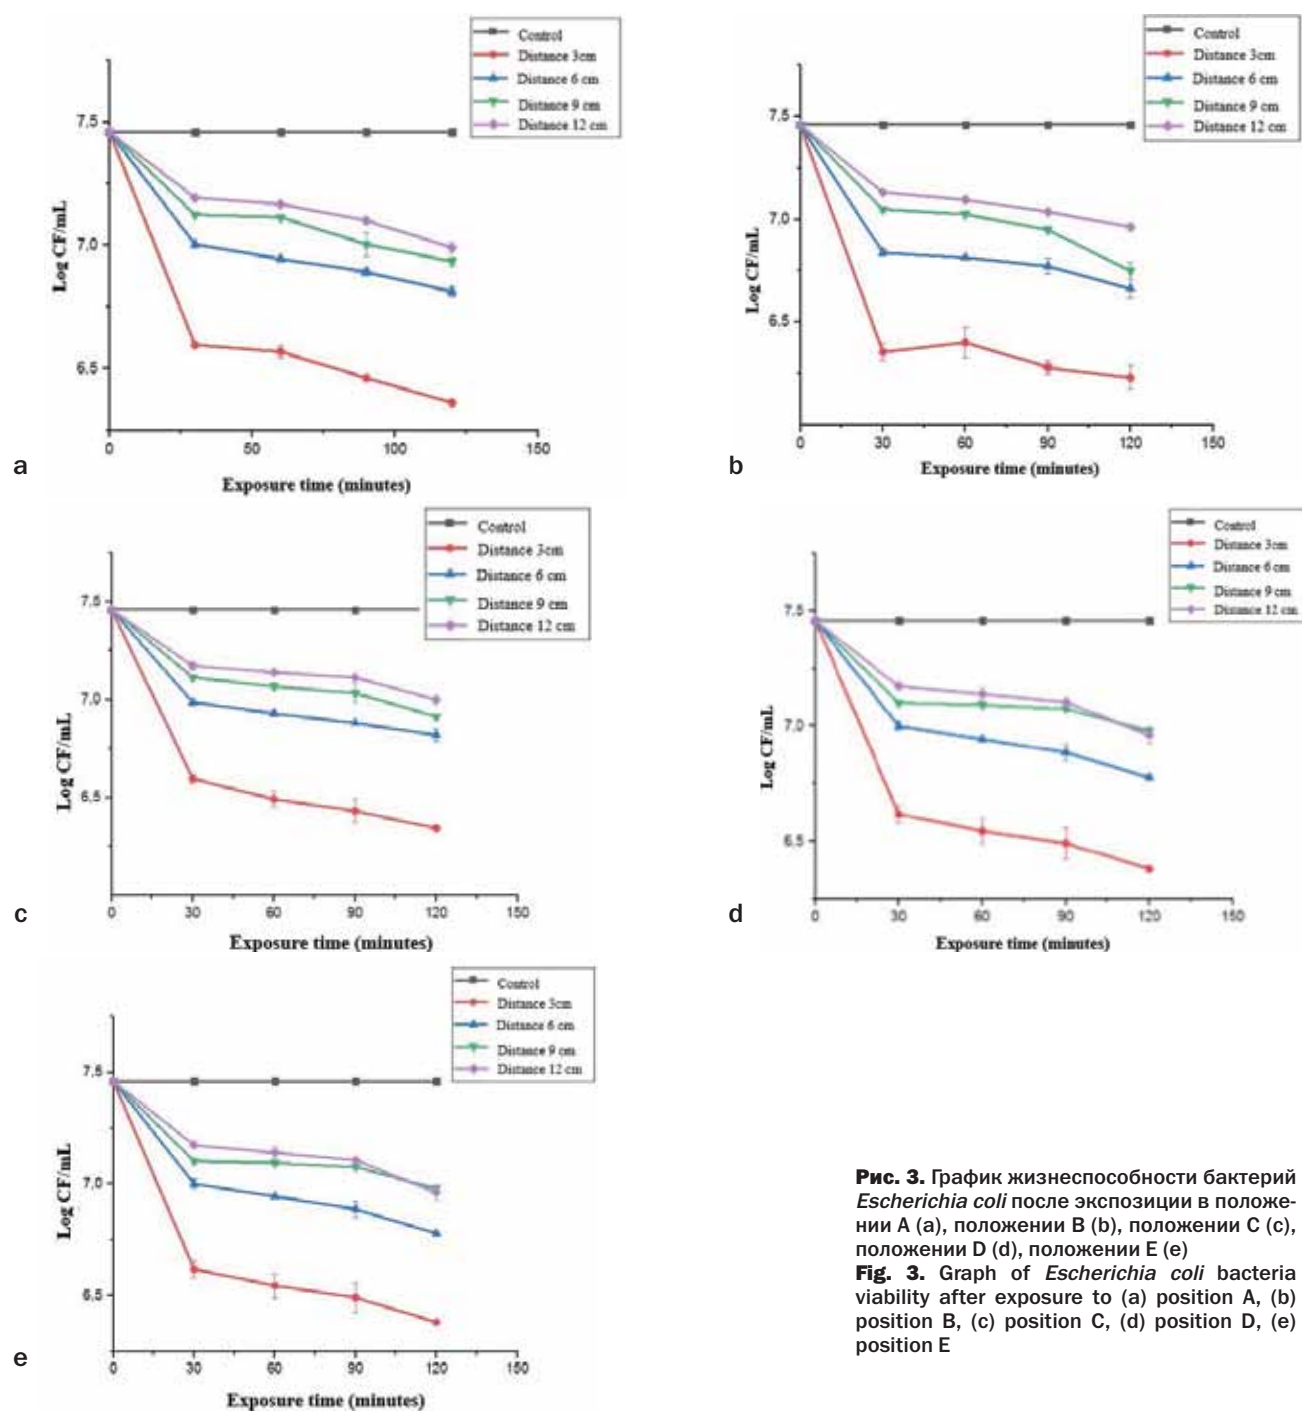 Control
Distance 3cm
Distance 6 cm
Distance 9 cm
Distance 12 cm
7.5
7.0
6.5
Log CF/mL
0
50
100
150
Exposure time (minutes)
a
Control
Distance 3cm
Distance 6 cm
Distance 9 cm
Distance 12 cm
7.5
7.0
6.5
Log CF/mL
0
30
60
90
120
150
Exposure time (minutes)
b
Control
Distance 3cm
Distance 6 cm
Distance 9 cm
Distance 12 cm
7.5
7.0
6.5
Log CF/mL
0
30
60
90
120
150
Exposure time (minutes)
c
Control
Distance 3cm
Distance 6 cm
Distance 9 cm
Distance 12 cm
7.5
7.0
6.5
Log CF/mL
0
30
60
90
120
150
Exposure time (minutes)
d
Control
Distance 3cm
Distance 6 cm
Distance 9 cm
Distance 12 cm
7.5
7.0
6.5
Log CF/mL
0
30
60
90
120
150
Exposure time (minutes)
e
Рис. 3. График жизнеспособности бактерий
Escherichia coli после экспозиции в положе-
нии A (a), положении B (b), положении C (c),
положении D (d), положении E (e)
Fig. 3. Graph of Escherichia coli bacteria
viability after exposure to (a) position A, (b)
position B, (c) position C, (d) position D, (e)
position E